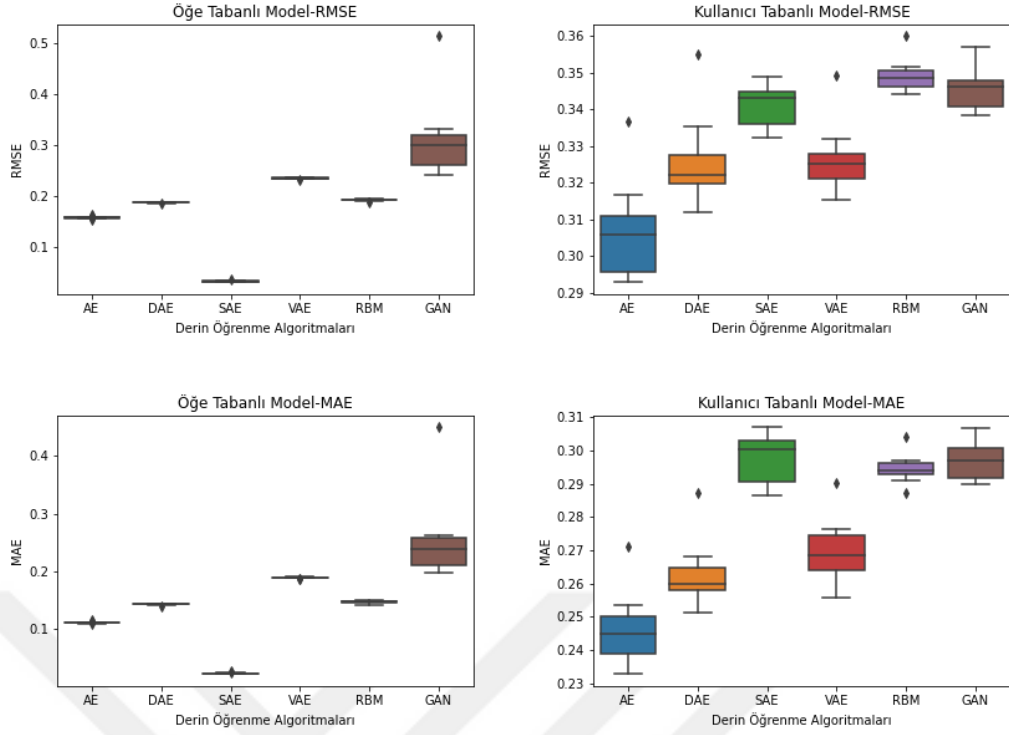 Öğe Tabanlı Model-RMSE
RMSE
0.5
0.4
0.3
0.2
0.1
AE DAE SAE VAE RBM GAN
Derin Öğrenme Algoritmaları
Kullanıcı Tabanlı Model-RMSE
RMSE
0.36
0.35
0.34
0.33
0.32
0.31
0.30
0.29
AE DAE SAE VAE RBM GAN
Derin Öğrenme Algoritmaları
Öğe Tabanlı Model-MAE
MAE
0.4
0.3
0.2
0.1
AE DAE SAE VAE RBM GAN
Derin Öğrenme Algoritmaları
Kullanıcı Tabanlı Model-MAE
MAE
0.31
0.30
0.29
0.28
0.27
0.26
0.25
0.24
0.23
AE DAE SAE VAE RBM GAN
Derin Öğrenme Algoritmaları